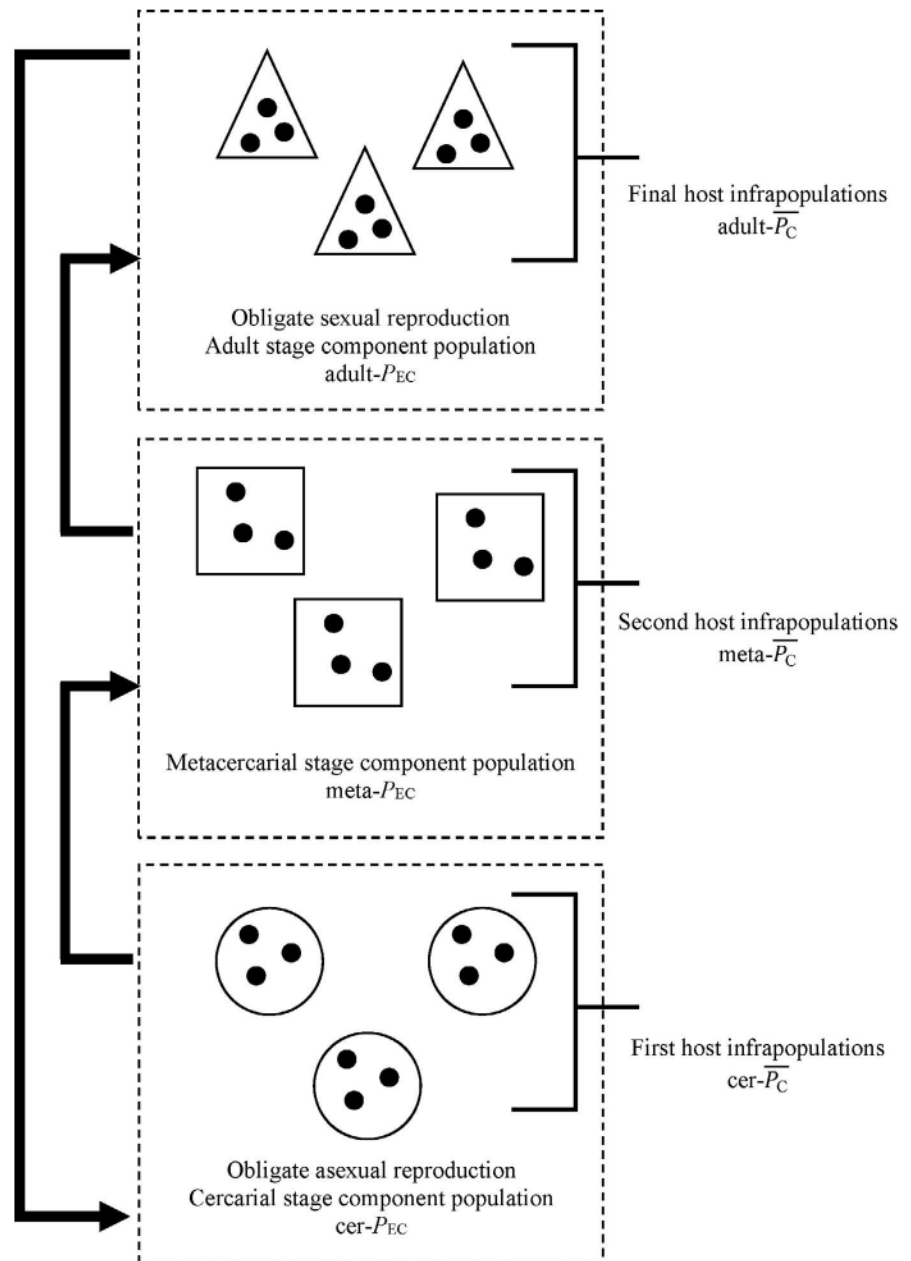 Final host infrapopulations
adult-P̅C̅
Obligate sexual reproduction
Adult stage component population
adult-PEC
Second host infrapopulations
meta-P̅C̅
Metacercarial stage component population
meta-PEC
First host infrapopulations
cer-P̅C̅
Obligate asexual reproduction
Cercarial stage component population
cer-PEC